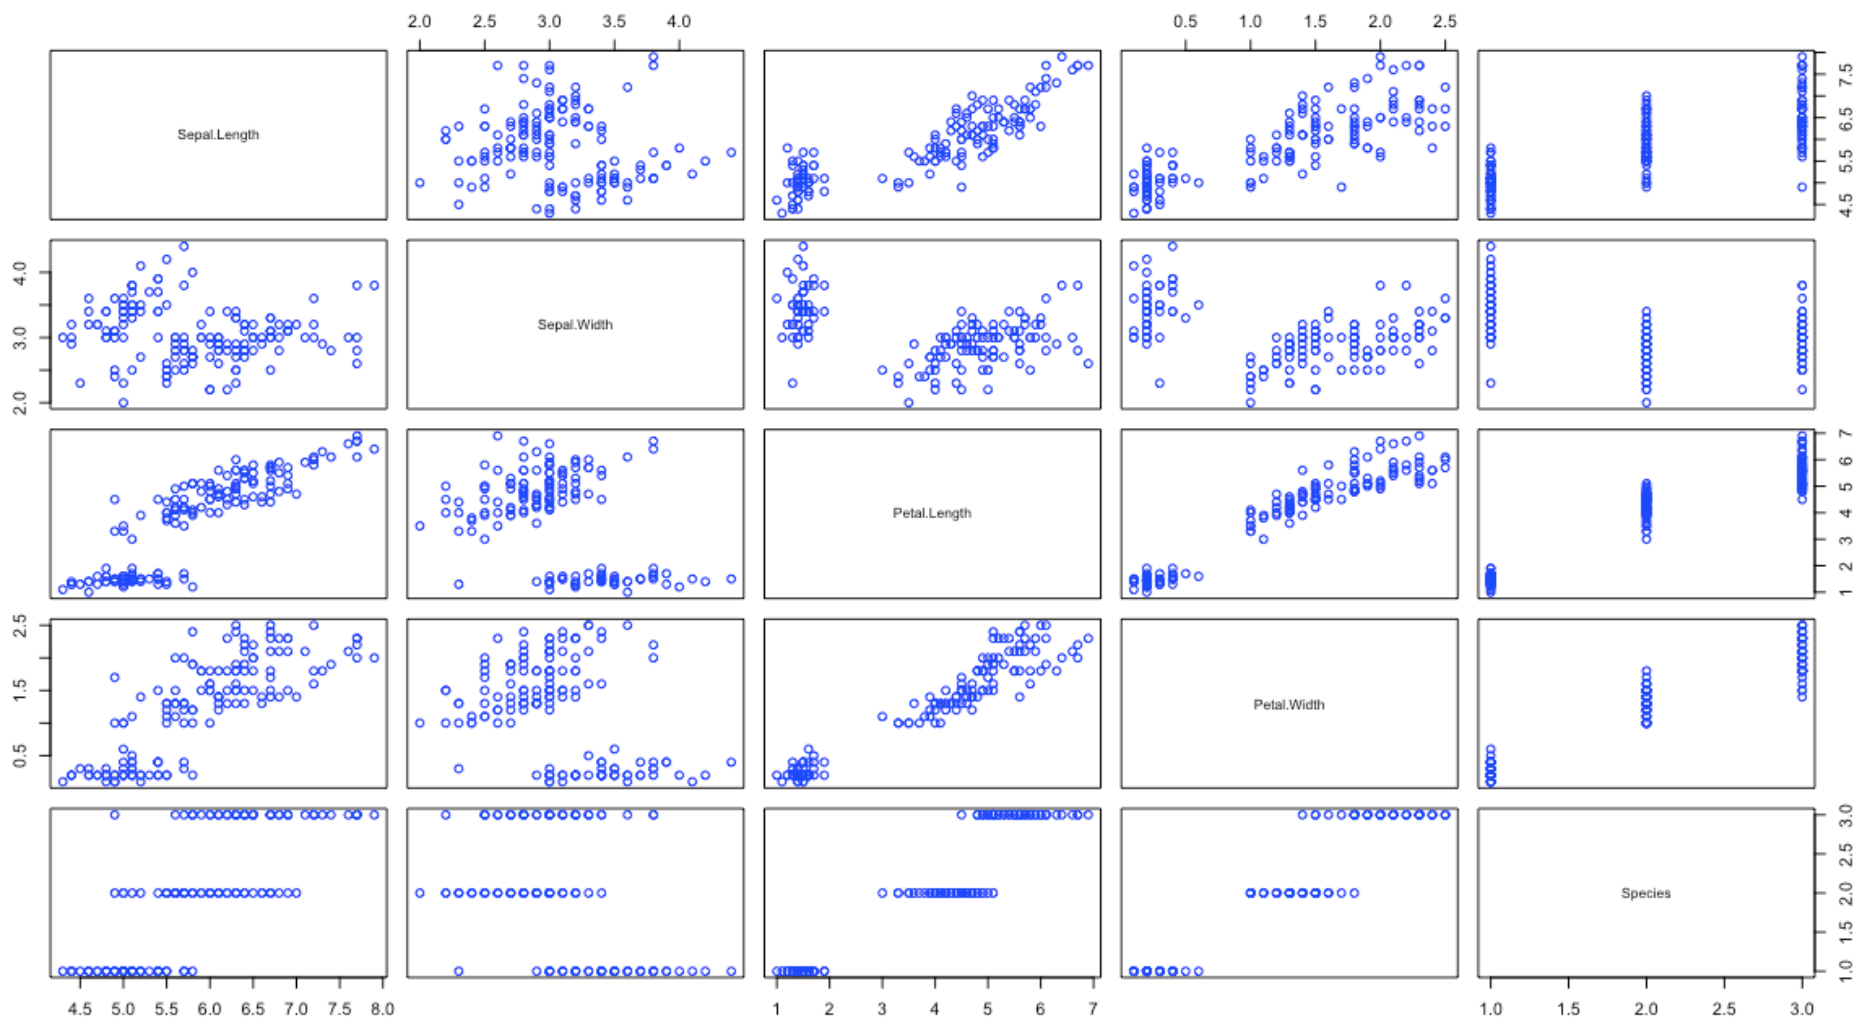 2.0 2.5 3.0 3.5 4.0 0.5 1.0 1.5 2.0 2.5
Sepal.Length
4.5 5.5 6.5 7.5
2.0 3.0 4.0
Sepal.Width
Petal.Length
1 2 3 4 5 6 7
0.5 1.5 2.5
Petal.Width
Species
1.0 1.5 2.0 2.5 3.0
4.5 5.0 5.5 6.0 6.5 7.0 7.5 8.0 1 2 3 4 5 6 7 1.0 1.5 2.0 2.5 3.0